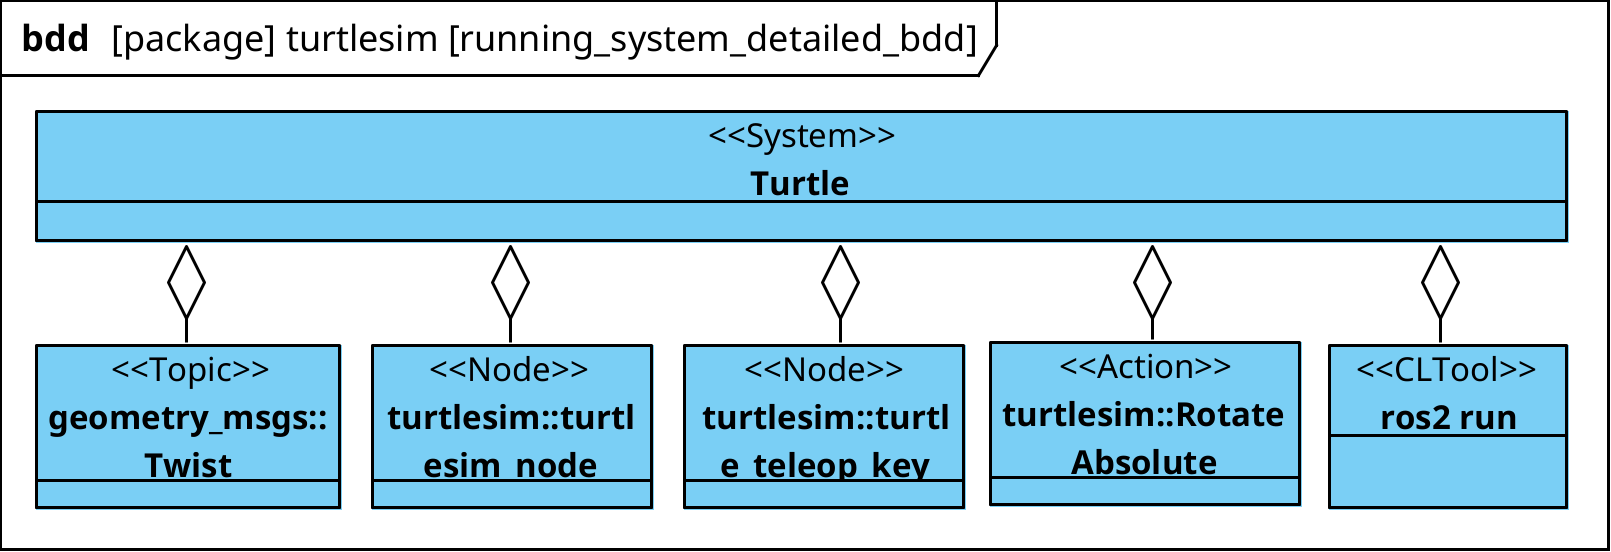 bdd [package] turtlesim [running_system_detailed_bdd]
<<System>>
Turtle
<<Topic>>
geometry_msgs::
Twist
<<Node>>
turtlesim::turtl
esim_node
<<Node>>
turtlesim::turtl
e_teleop_key
<<Action>>
turtlesim::Rotate
Absolute
<<CLTool>>
ros2 run